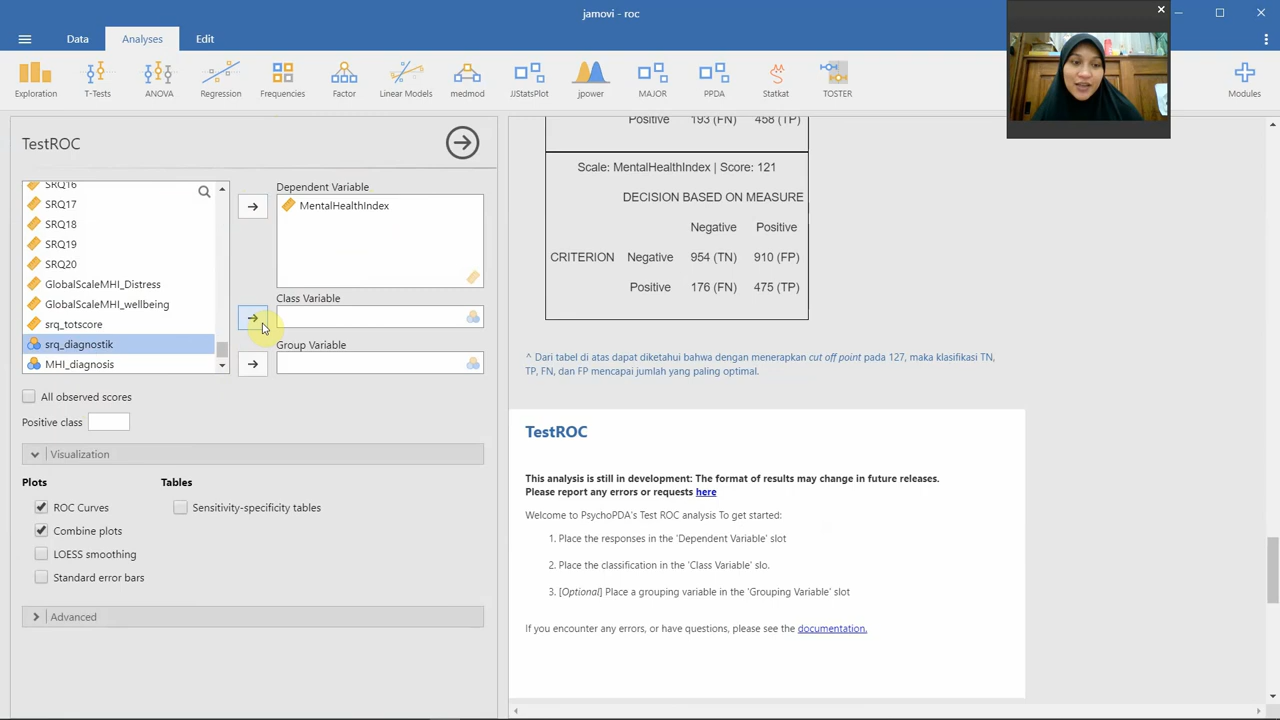 jamovi - roc
Data
Analyses
Edit
Exploration
T-Tests
ANOVA
Regression
Frequencies
Factor
Linear Models
medmod
JJStatsPlot
jpower
MAJOR
PPDA
Statkat
TOSTER
Modules
TestROC
SRQ16
SRQ17
SRQ18
SRQ19
SRQ20
GlobalScaleMHI_Distress
GlobalScaleMHI_wellbeing
srq_totscore
srq_diagnostik
MHI_diagnosis
Dependent Variable
MentalHealthIndex
Class Variable
Group Variable
All observed scores
Positive class
Visualization
Plots
Tables
ROC Curves
Sensitivity-specificity tables
Combine plots
LOESS smoothing
Standard error bars
Advanced
Positive 193 (FN) 458 (TP)
Scale: MentalHealthIndex | Score: 121
DECISION BASED ON MEASURE
Negative Positive
CRITERION Negative 954 (TN) 910 (FP)
Positive 176 (FN) 475 (TP)
^ Dari tabel di atas dapat diketahui bahwa dengan menerapkan cut off point pada 127, maka klasifikasi TN,
TP, FN, dan FP mencapai jumlah yang paling optimal.
TestROC
This analysis is still in development: The format of results may change in future releases.
Please report any errors or requests here
Welcome to PsychoPDA's Test ROC analysis To get started:
1. Place the responses in the 'Dependent Variable' slot
2. Place the classification in the 'Class Variable' slo.
3. [Optional] Place a grouping variable in the 'Grouping Variable' slot
If you encounter any errors, or have questions, please see the documentation.